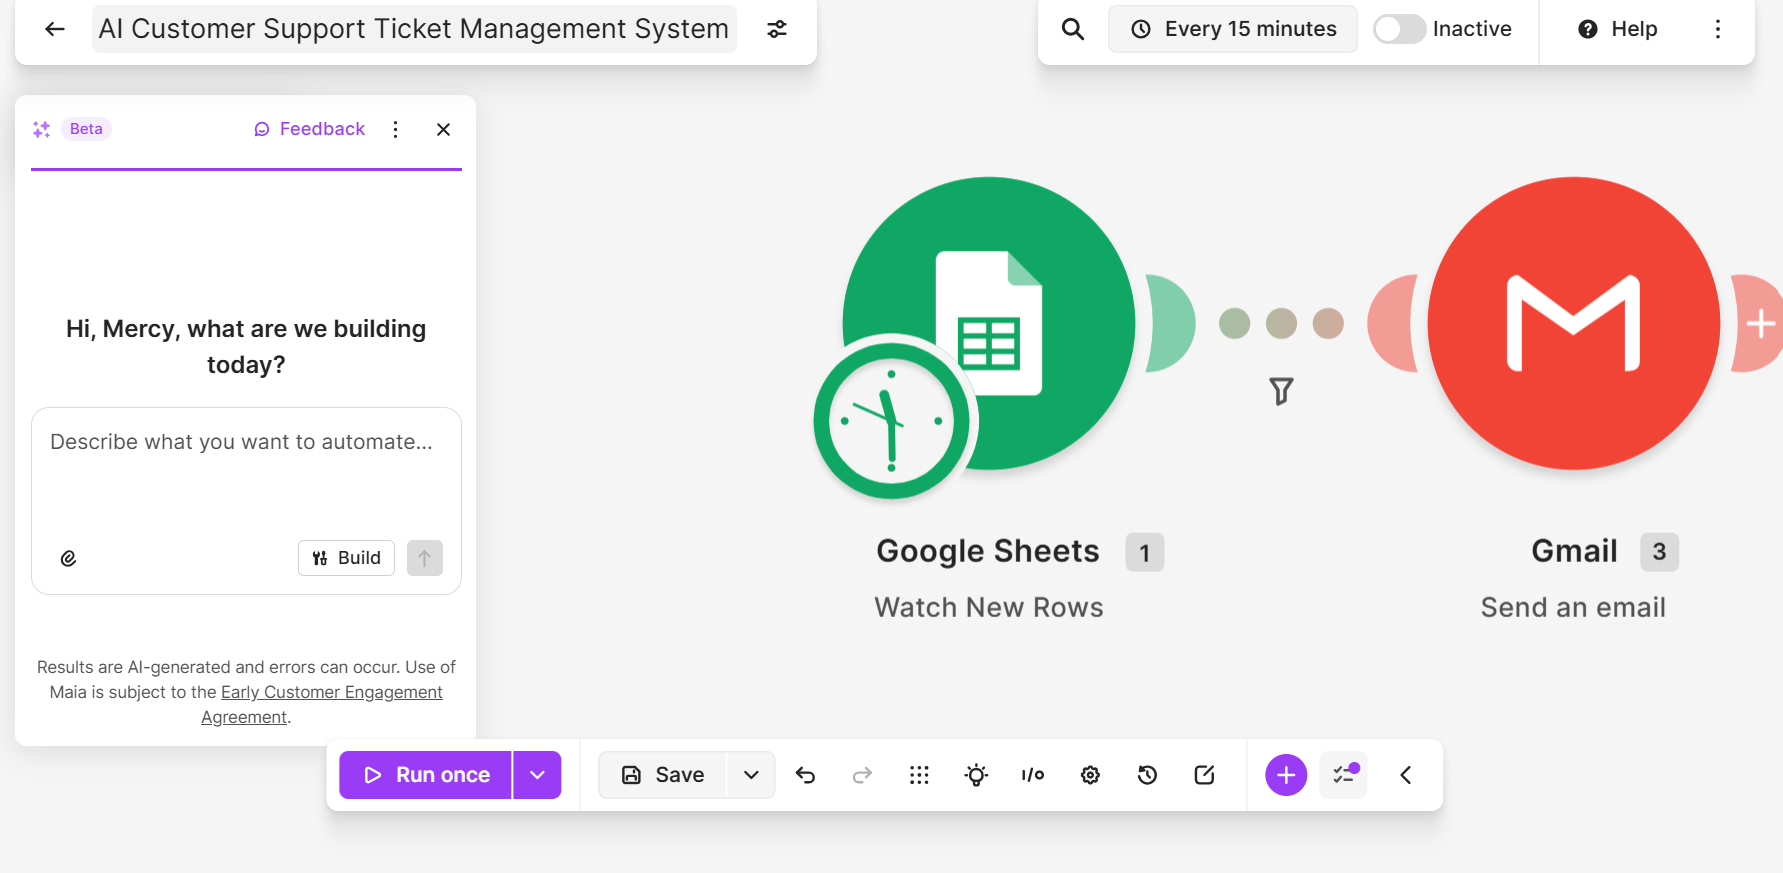 AI Customer Support Ticket Management System
Every 15 minutes
Inactive
Help
Beta
Feedback
Hi, Mercy, what are we building
today?
Describe what you want to automate...
Build
Results are AI-generated and errors can occur. Use of
Maia is subject to the Early Customer Engagement
Agreement.
Google Sheets 1
Watch New Rows
Gmail 3
Send an email
Run once
Save